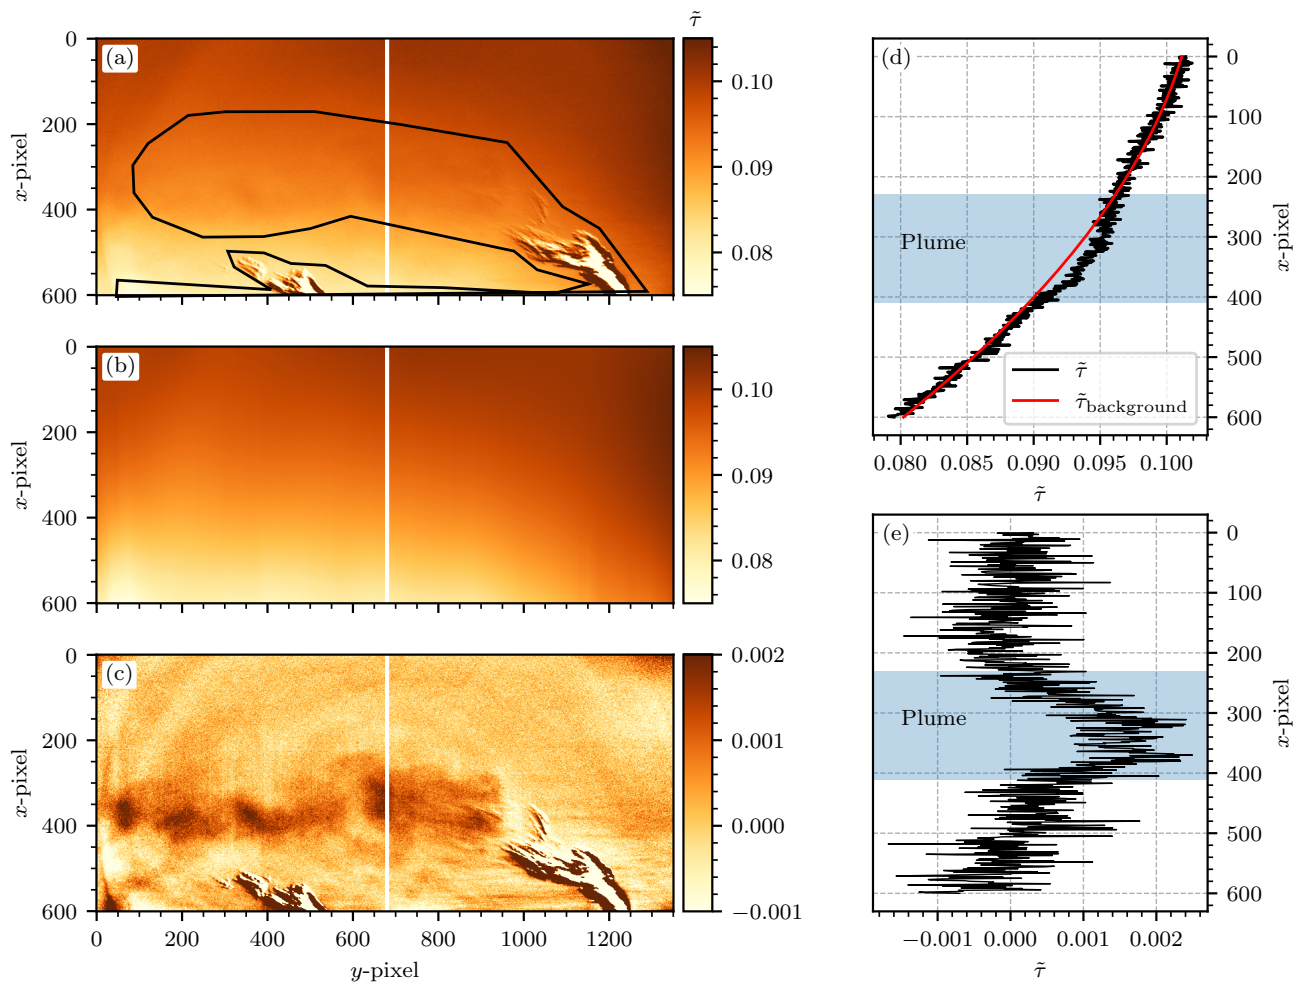 τ̃
(a)
0
200
400
600
x-pixel
0.10
0.09
0.08
(b)
0
200
400
600
x-pixel
0.10
0.09
0.08
(c)
0
200
400
600
x-pixel
0.002
0.001
0.000
−0.001
0 200 400 600 800 1000 1200
y-pixel
(d)
Plume
τ̃
τ̃background
0
100
200
300
400
500
600
x-pixel
0.080 0.085 0.090 0.095 0.100
τ̃
(e)
Plume
0
100
200
300
400
500
600
x-pixel
−0.001 0.000 0.001 0.002
τ̃